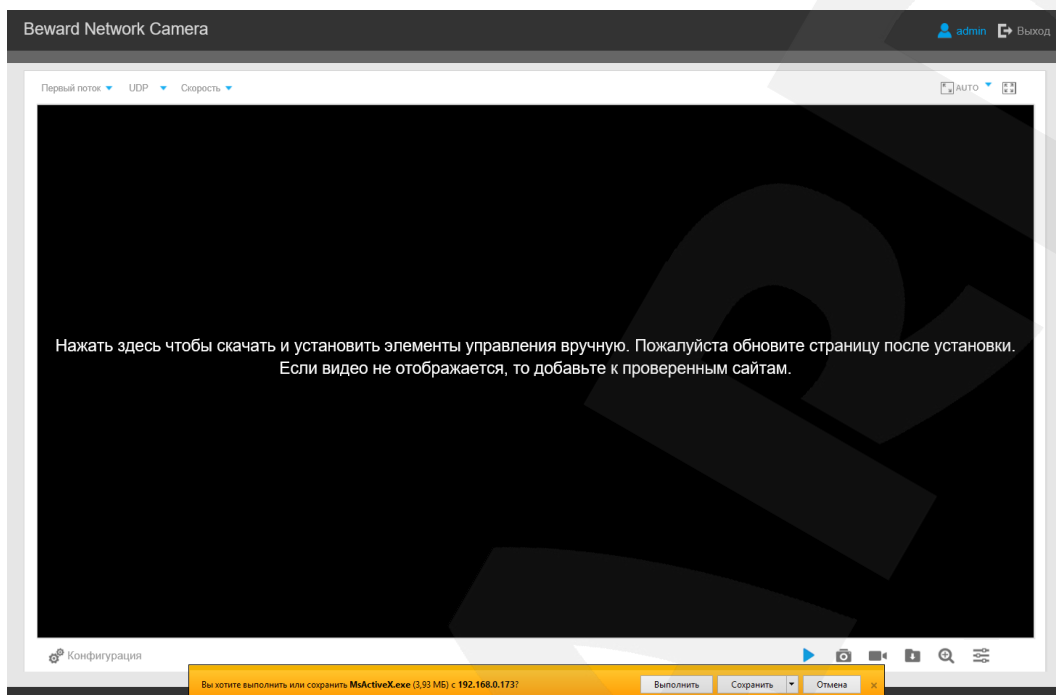 Beward Network Camera
admin Выход
Первый поток UDP Скорость AUTO
Нажать здесь чтобы скачать и установить элементы управления вручную. Пожалуйста обновите страницу после установки.
Если видео не отображается, то добавьте к проверенным сайтам.
Конфигурация
Вы хотите выполнить или сохранить MsActiveX.exe (3,93 МБ) с 192.168.0.173? Выполнить Сохранить Отмена ×